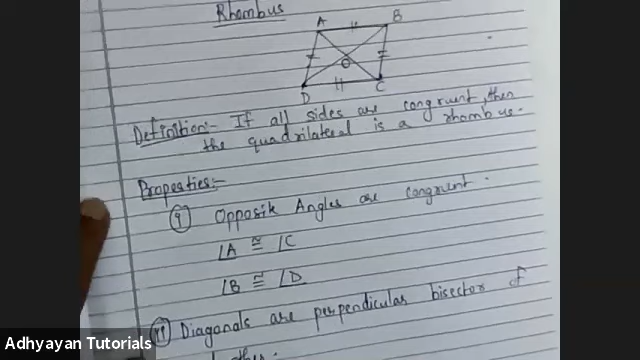 Rhombus
A B
O
D C
Definition:- If all sides are congruent, then
the quadrilateral is a rhombus.
Properties:-
Opposite Angles are congruent.
∠A ≅ ∠C
∠B ≅ ∠D
Diagonals are perpendicular bisector of
Adhyayan Tutorials